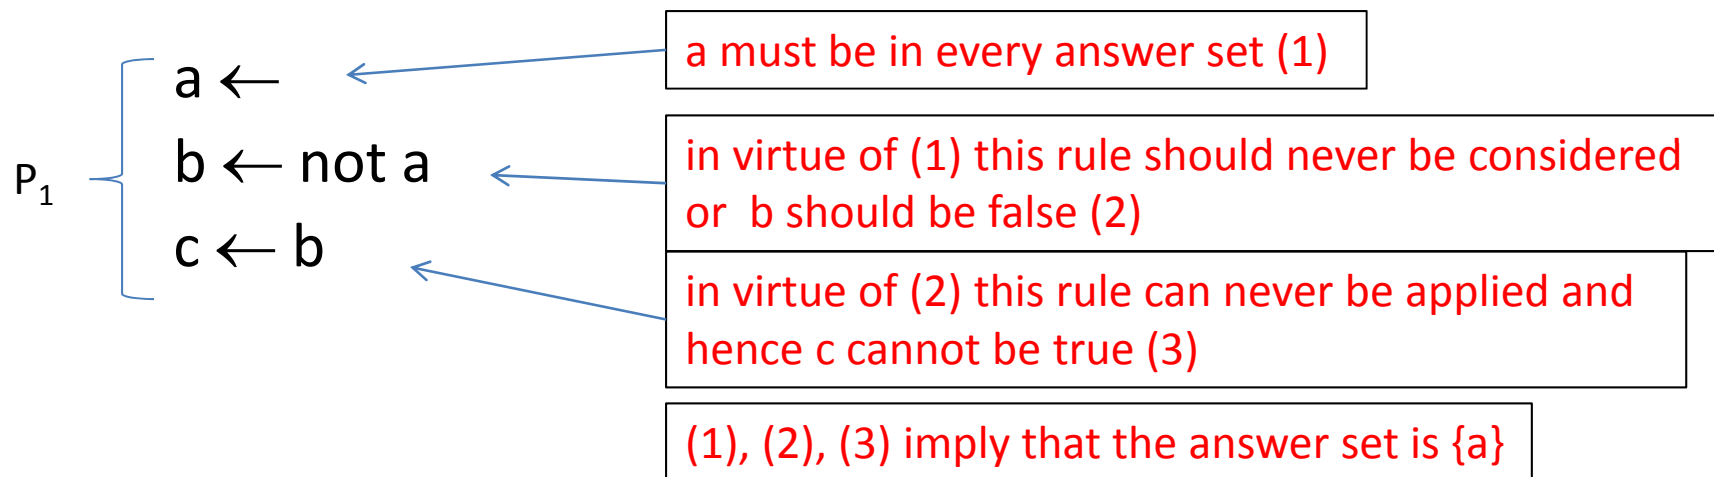 a ←
a must be in every answer set (1)
P₁
b ← not a
in virtue of (1) this rule should never be considered
or b should be false (2)
c ← b
in virtue of (2) this rule can never be applied and
hence c cannot be true (3)
(1), (2), (3) imply that the answer set is {a}